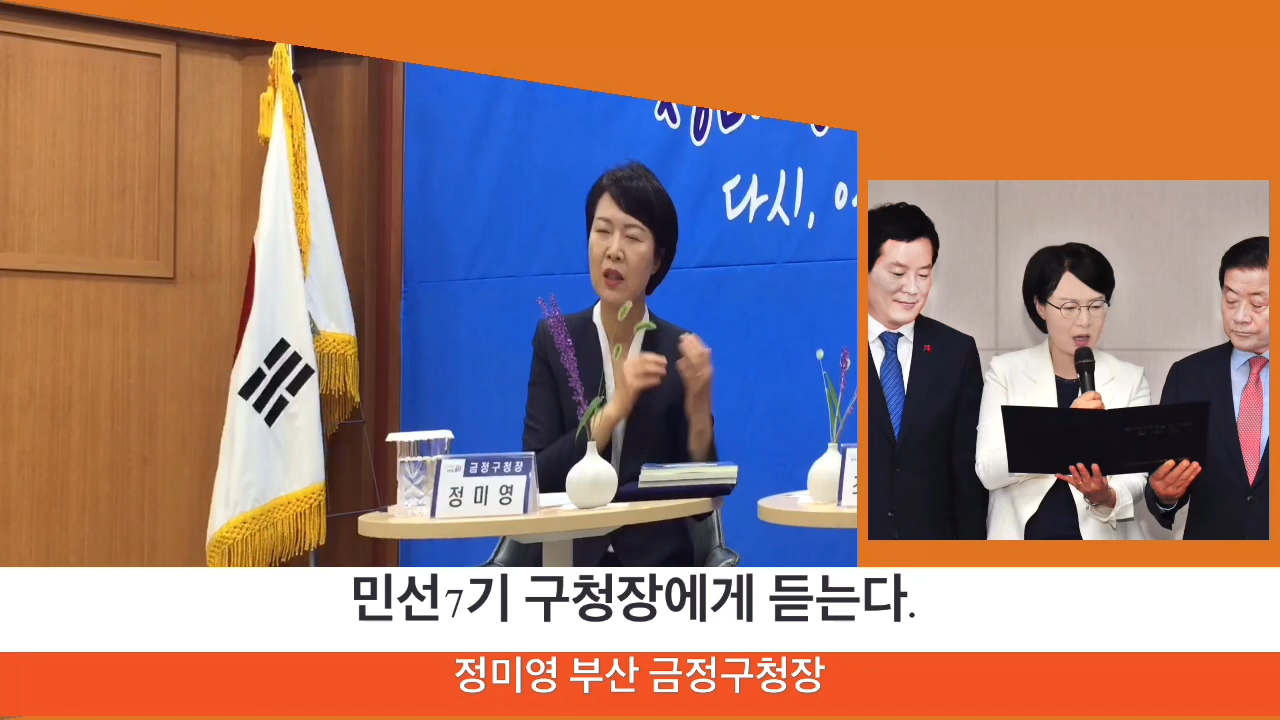 다시,
금정구청장
정미영
민선7기 구청장에게 듣는다.
정미영 부산 금정구청장